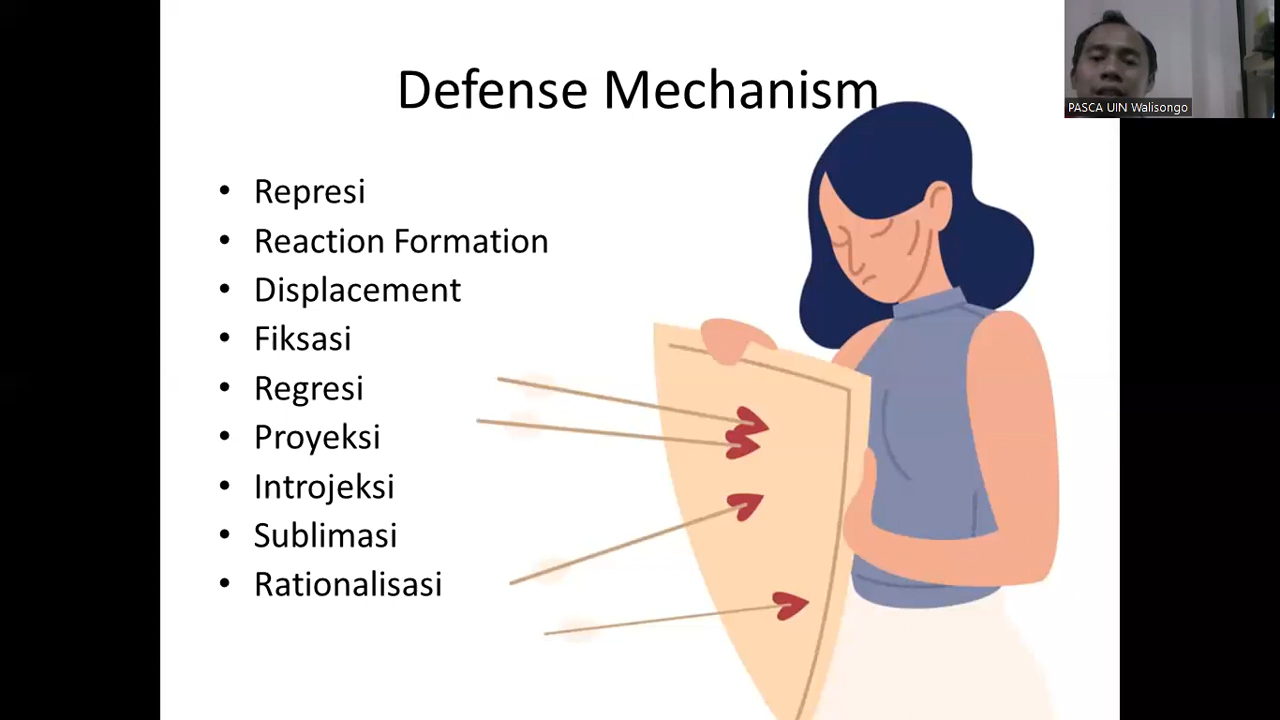 Defense Mechanism
PASCA UIN Walisongo
• Represi
• Reaction Formation
• Displacement
• Fiksasi
• Regresi
• Proyeksi
• Introjeksi
• Sublimasi
• Rationalisasi